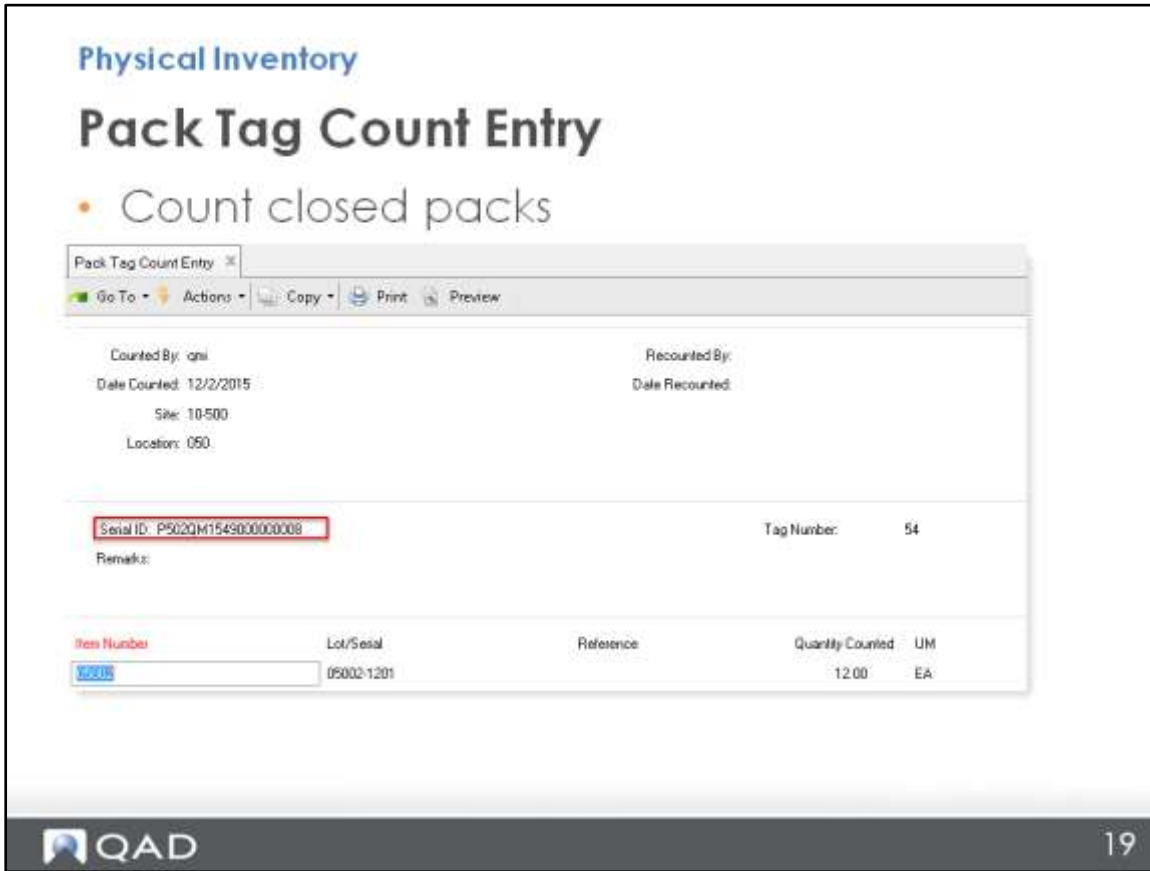 Physical Inventory
Pack Tag Count Entry
• Count closed packs
Pack Tag Count Entry
Go To Actions Copy Print Preview
Counted By: qmi Recounted By:
Date Counted: 12/2/2015 Date Recounted:
Site: 10-500
Location: 050
Serial ID: P502QM1549000000008 Tag Number: 54
Remarks:
Item Number Lot/Serial Reference Quantity Counted UM
05002 05002-1201 12.00 EA
QAD 19